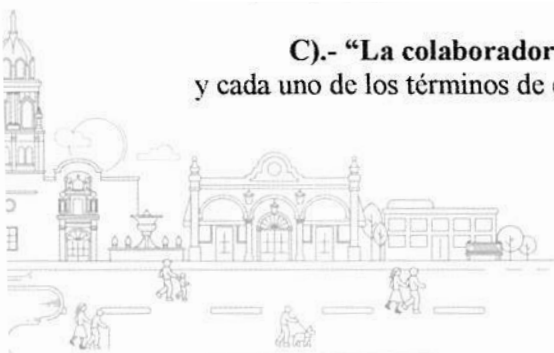 C).- “La colaborador
y cada uno de los términos de